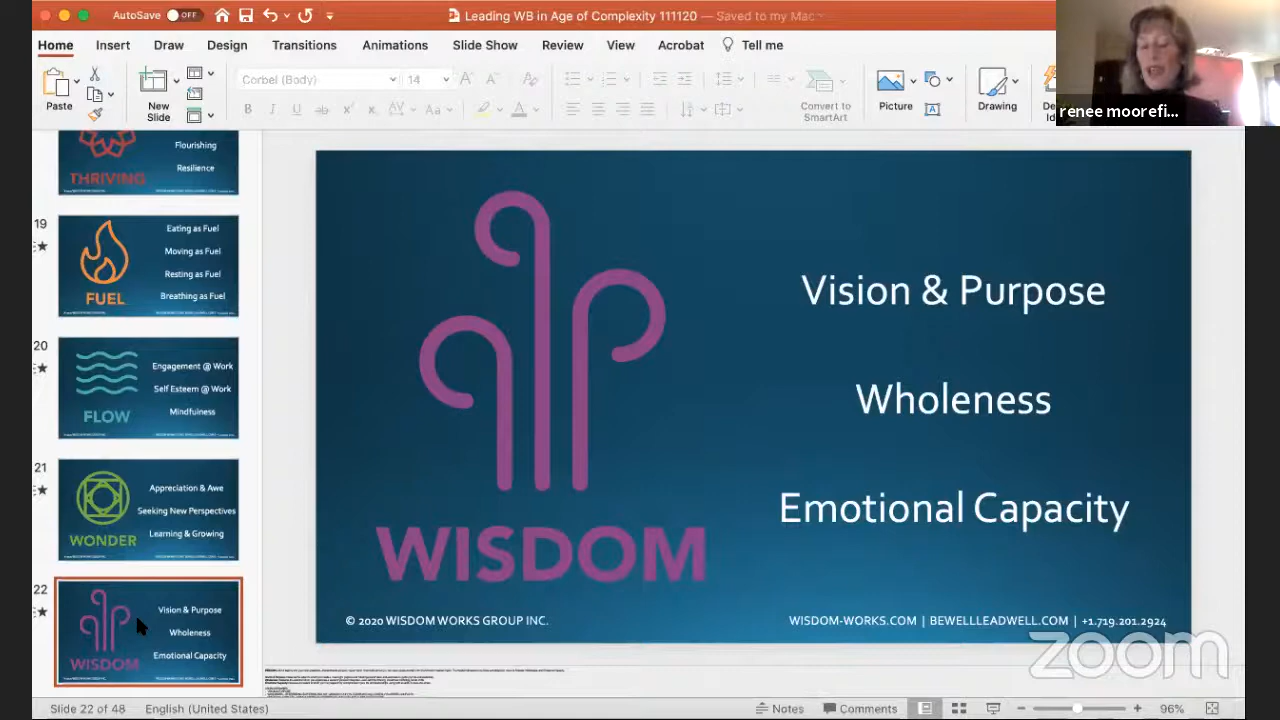 AutoSave OFF
Leading WB in Age of Complexity 111120 — Saved to my Mac
Home Insert Draw Design Transitions Animations Slide Show Review View Acrobat Tell me
Paste
New Slide
Corbel (Body) 14
Convert to SmartArt
Picture
Drawing
renee moorefi...
Flourishing
Resilience
THRIVING
19
Eating as Fuel
Moving as Fuel
Resting as Fuel
Breathing as Fuel
FUEL
20
Engagement @ Work
Self Esteem @ Work
Mindfulness
FLOW
21
Appreciation & Awe
Seeking New Perspectives
Learning & Growing
WONDER
22
Vision & Purpose
Wholeness
Emotional Capacity
WISDOM
Vision & Purpose
Wholeness
Emotional Capacity
WISDOM
© 2020 WISDOM WORKS GROUP INC.
WISDOM-WORKS.COM | BEWELLLEADWELL.COM | +1.719.201.2924
zoom
Slide 22 of 48 English (United States) Notes Comments 96%